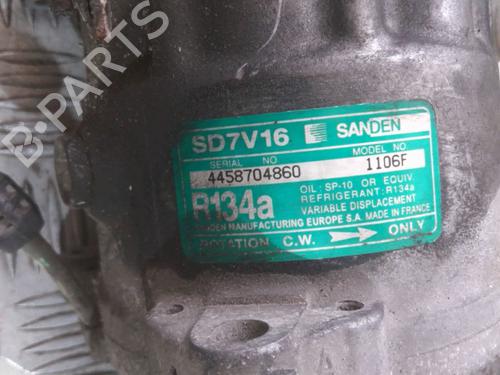 SD7V16 SANDEN
SERIAL NO MODEL NO
4458704860 1106F
R134a
OIL: SP-10 OR EQUIV.
REFRIGERANT: R134a
VARIABLE DISPLACEMENT
SANDEN MANUFACTURING EUROPE S.A. MADE IN FRANCE
ROTATION C.W. ONLY
B-PARTS